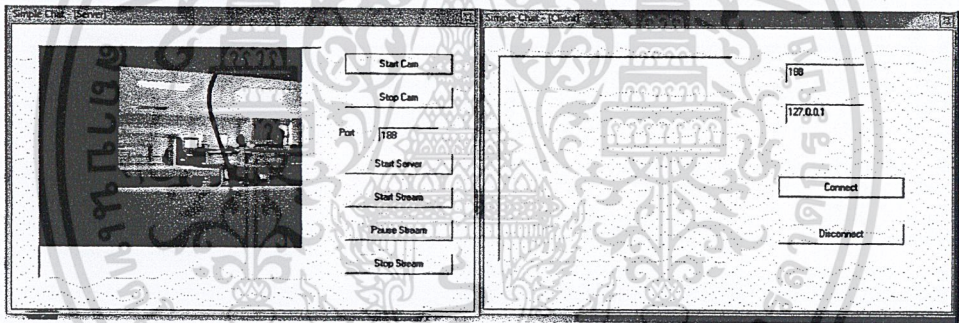 Simple Chat - [Server]
Start Cam
Stop Cam
Port
188
Start Server
Start Stream
Pause Stream
Stop Stream
Simple Chat - [Client]
188
127.0.0.1
Connect
Disconnect